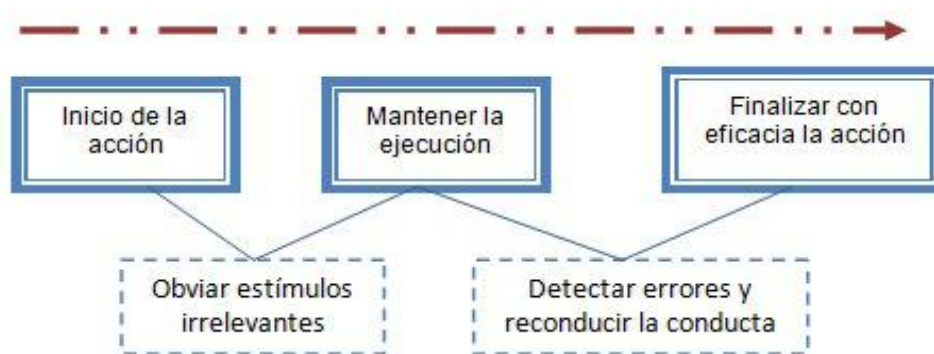 Inicio de la
acción
Mantener la
ejecución
Finalizar con
eficacia la acción
Obviar estímulos
irrelevantes
Detectar errores y
reconducir la conducta